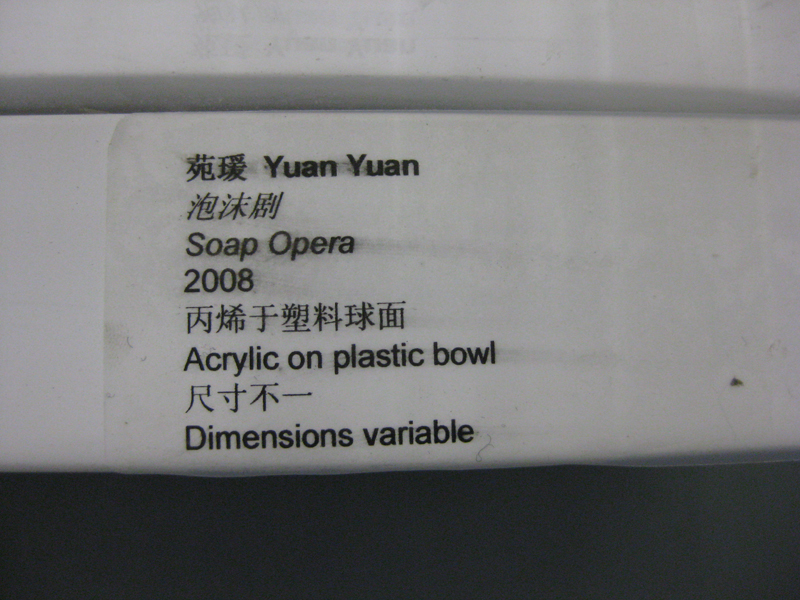 苑瑗 Yuan Yuan
泡沫剧
Soap Opera
2008
丙烯于塑料球面
Acrylic on plastic bowl
尺寸不一
Dimensions variable